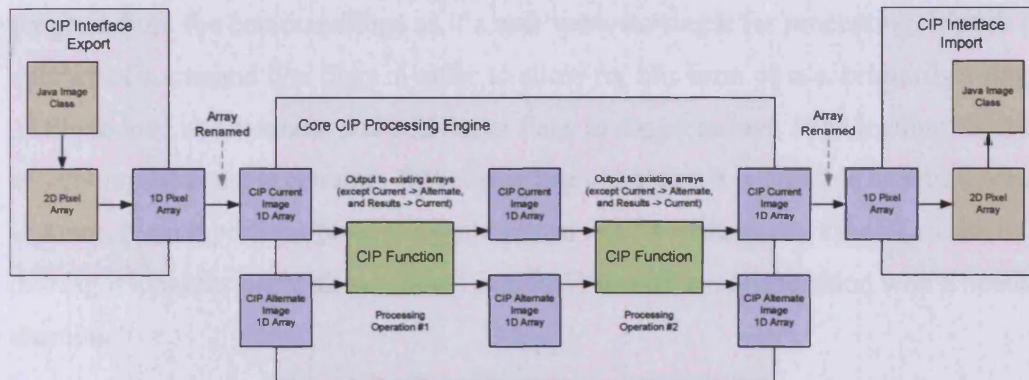 CIP Interface
Export
Java Image
Class
2D Pixel
Array
1D Pixel
Array
Array
Renamed
Core CIP Processing Engine
CIP Current
Image
1D Array
Output to existing arrays
(except Current -> Alternate,
and Results -> Current)
CIP Function
Processing
Operation #1
CIP Alternate
Image
1D Array
CIP Current
Image
1D Array
CIP Alternate
Image
1D Array
Output to existing arrays
(except Current -> Alternate,
and Results -> Current)
CIP Function
Processing
Operation #2
CIP Current
Image
1D Array
CIP Alternate
Image
1D Array
Array
Renamed
CIP Interface
Import
1D Pixel
Array
2D Pixel
Array
Java Image
Class